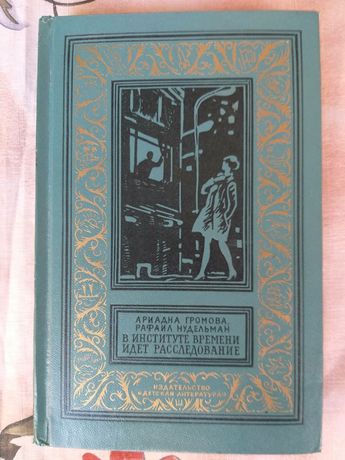 АРИАДНА ГРОМОВА,
РАФАИЛ НУДЕЛЬМАН
В ИНСТИТУТЕ ВРЕМЕНИ
ИДЕТ РАССЛЕДОВАНИЕ
ИЗДАТЕЛЬСТВО
«ДЕТСКАЯ ЛИТЕРАТУРА»